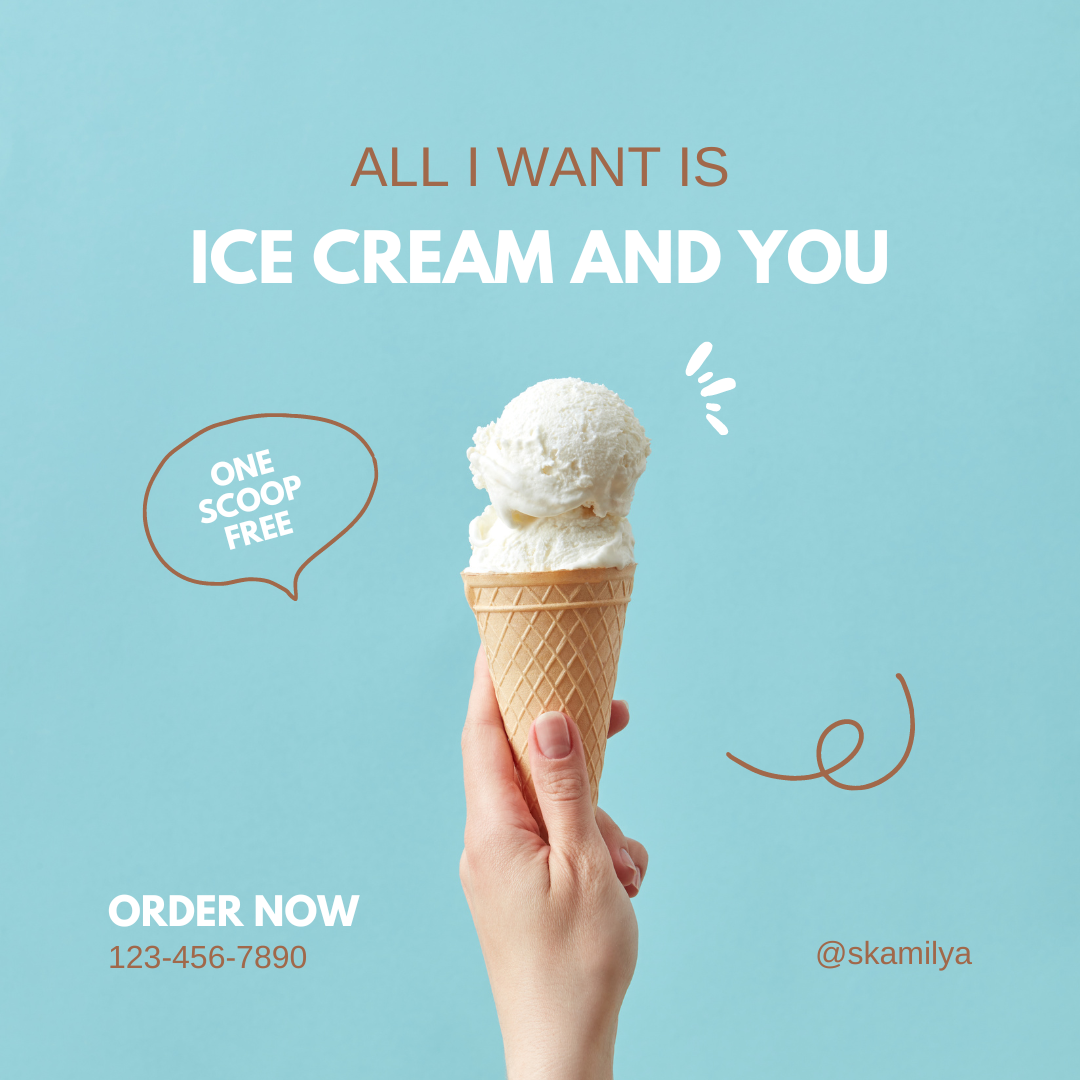 ALL I WANT IS
ICE CREAM AND YOU
ONE
SCOOP
FREE
ORDER NOW
123-456-7890
@skamilya